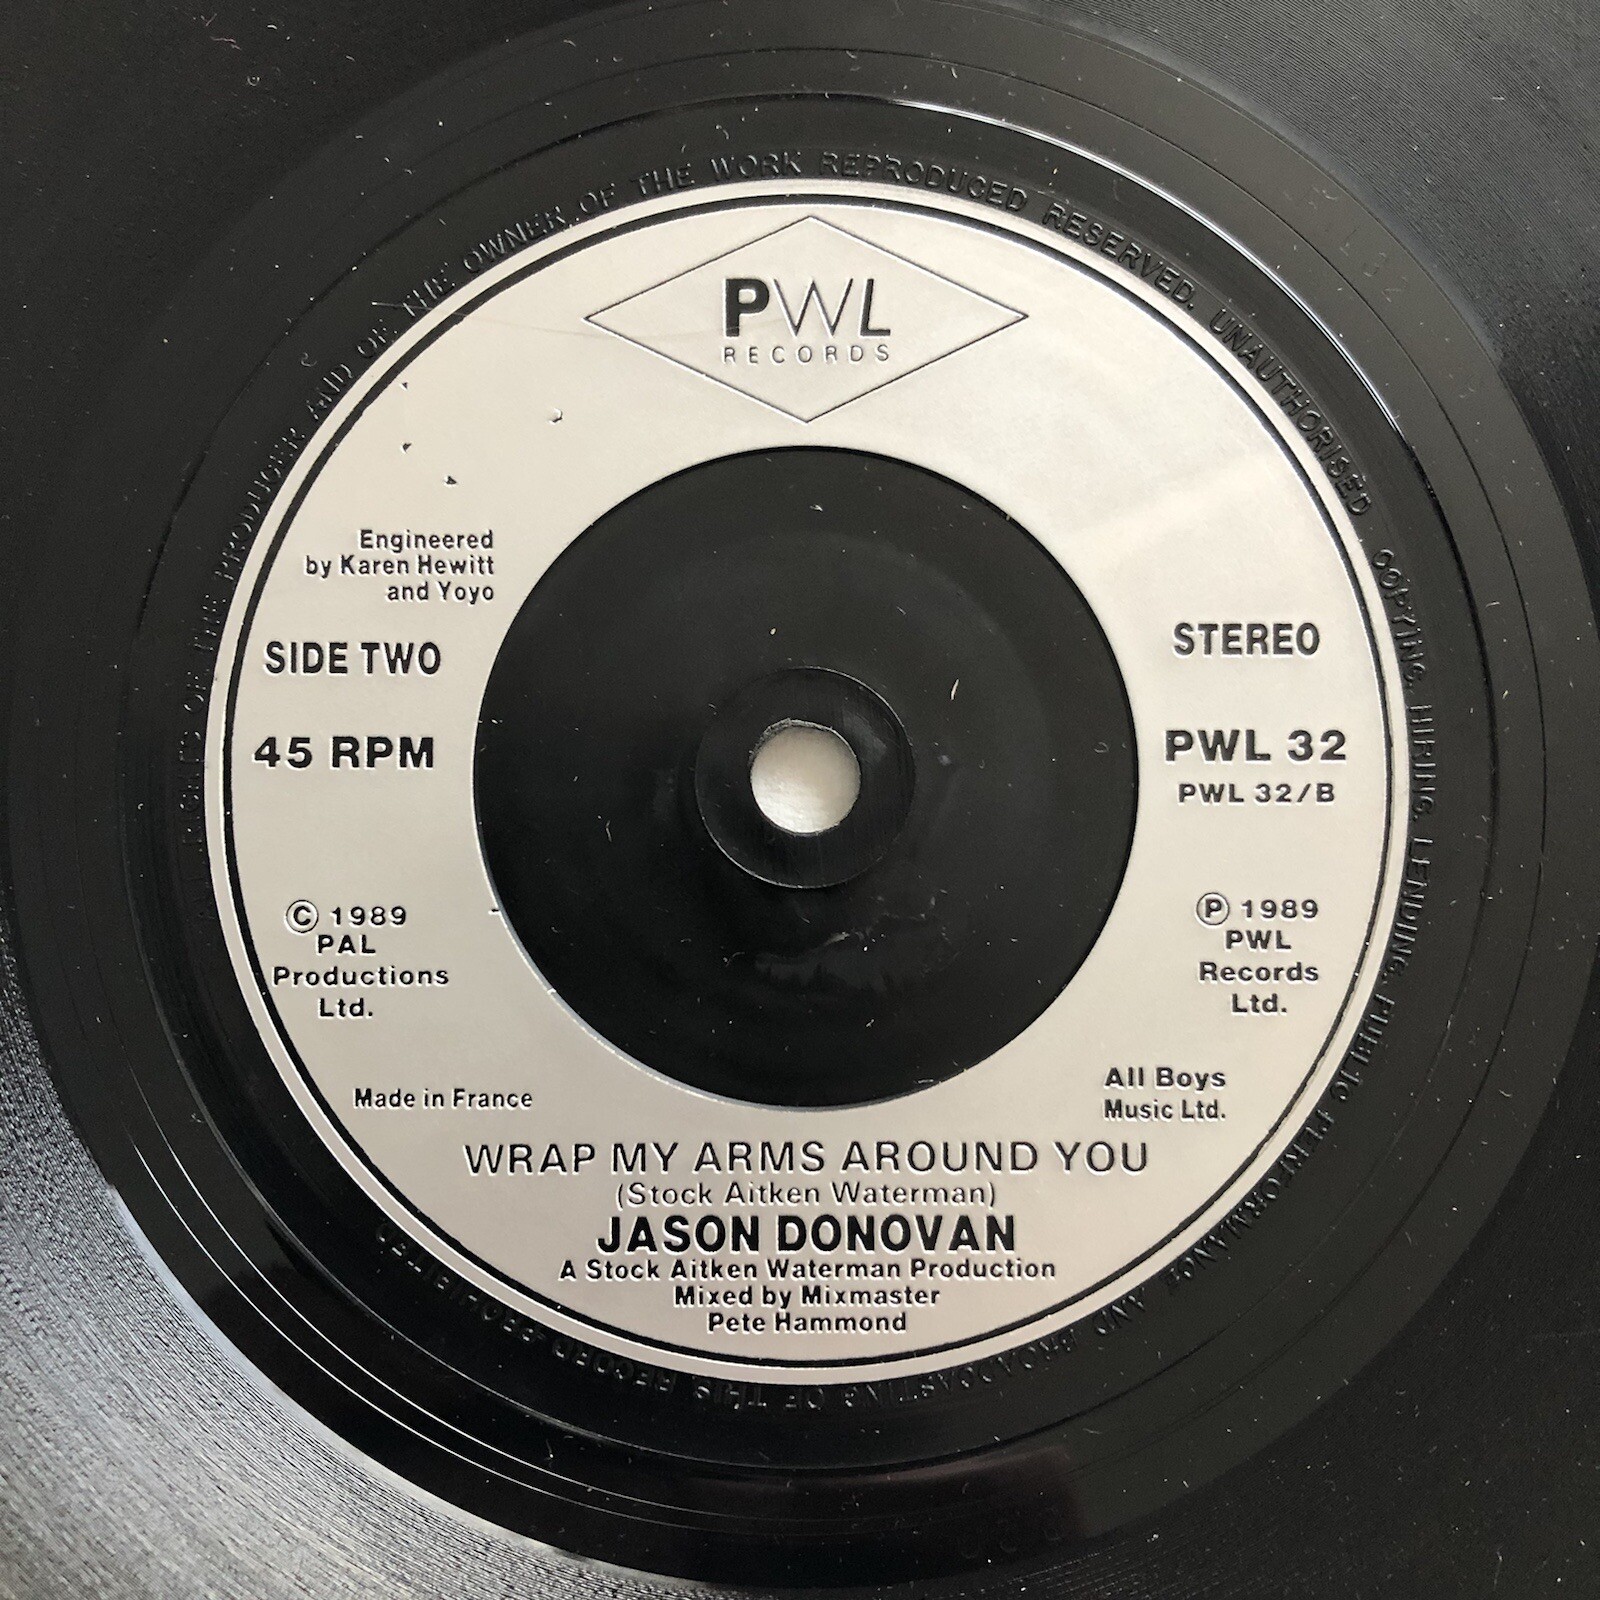 PWL
RECORDS
Engineered
by Karen Hewitt
and Yoyo
SIDE TWO
45 RPM
STEREO
PWL 32
PWL 32/B
© 1989
PAL
Productions
Ltd.
℗ 1989
PWL
Records
Ltd.
Made in France
All Boys
Music Ltd.
WRAP MY ARMS AROUND YOU
(Stock Aitken Waterman)
JASON DONOVAN
A Stock Aitken Waterman Production
Mixed by Mixmaster
Pete Hammond
ALL RIGHTS OF THE PRODUCER AND OF THE OWNER OF THE WORK REPRODUCED RESERVED. UNAUTHORISED COPYING, HIRING, LENDING, PUBLIC PERFORMANCE AND BROADCASTING OF THIS RECORD PROHIBITED